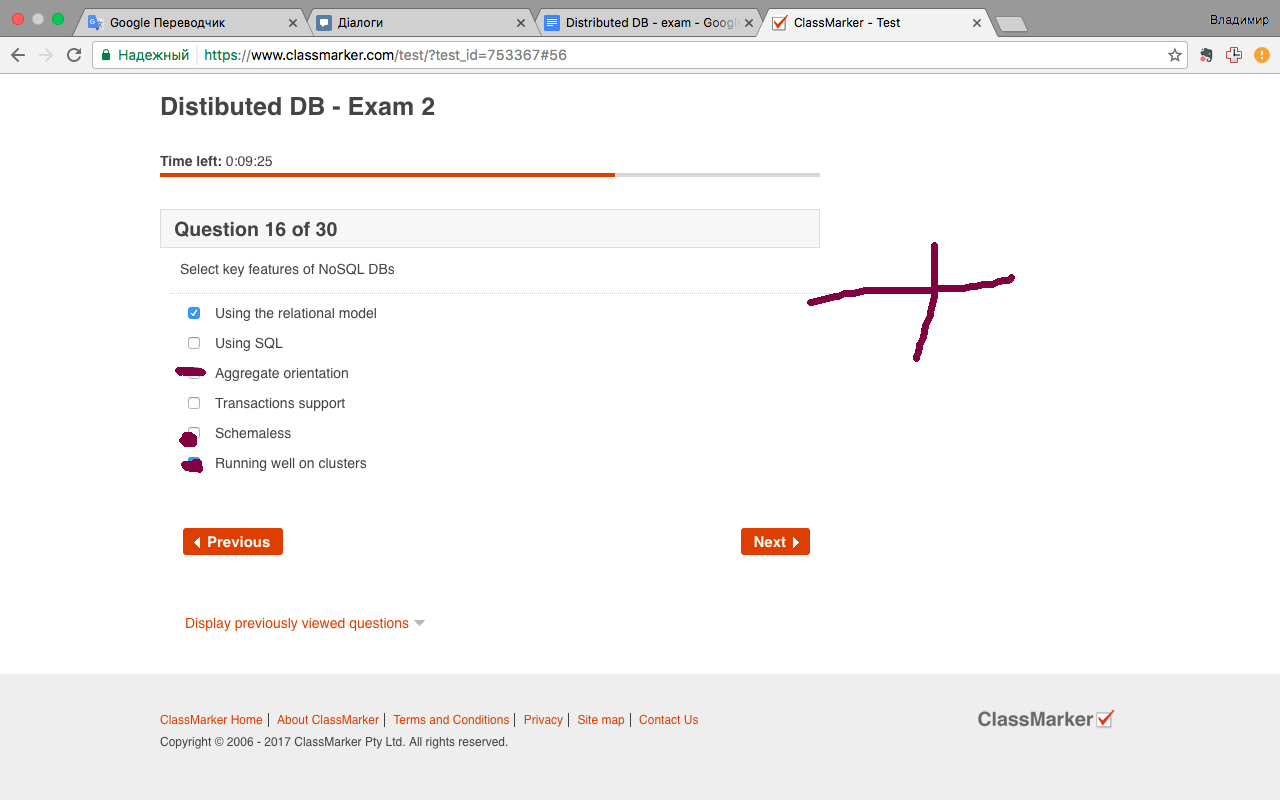 Google Переводчик
Діалоги
Distributed DB - exam - Googl
ClassMarker - Test
Владимир
Надежный
https://www.classmarker.com/test/?test_id=753367#56
Distibuted DB - Exam 2
Time left: 0:09:25
Question 16 of 30
Select key features of NoSQL DBs
Using the relational model
Using SQL
Aggregate orientation
Transactions support
Schemaless
Running well on clusters
Previous
Next
Display previously viewed questions
ClassMarker Home | About ClassMarker | Terms and Conditions | Privacy | Site map | Contact Us
ClassMarker
Copyright © 2006 - 2017 ClassMarker Pty Ltd. All rights reserved.